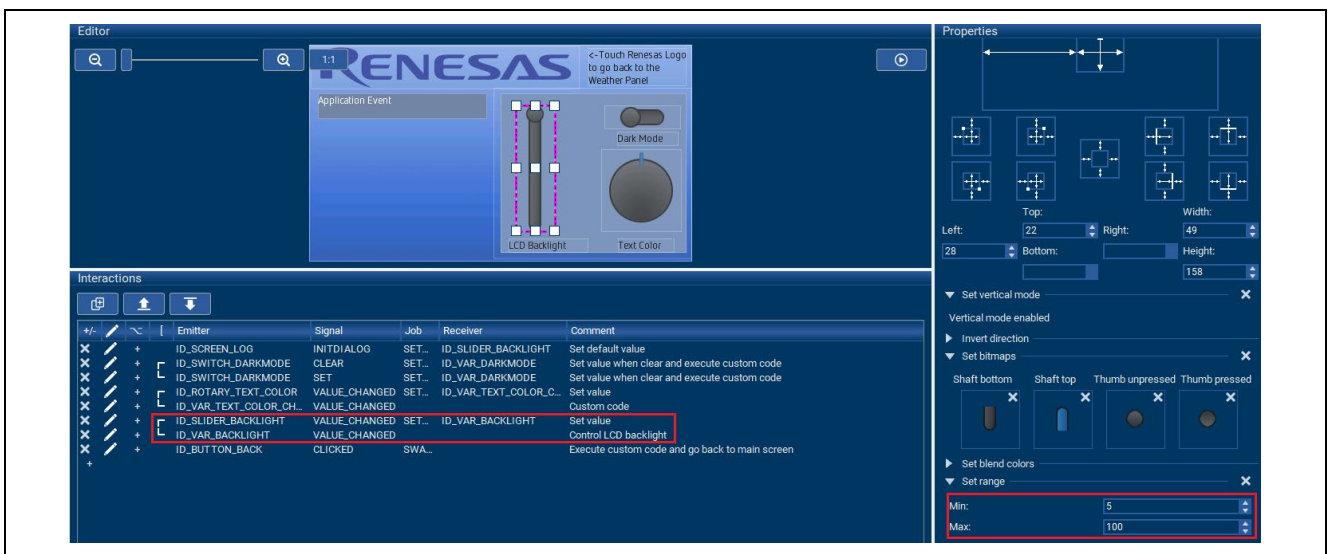 Editor
1:1
RENESAS
<-Touch Renesas Logo
to go back to the
Weather Panel
Application Event
Dark Mode
LCD Backlight
Text Color
Interactions
+/- Emitter Signal Job Receiver Comment
+ ID_SCREEN_LOG INITDIALOG SET... ID_SLIDER_BACKLIGHT Set default value
+ ID_SWITCH_DARKMODE CLEAR SET... ID_VAR_DARKMODE Set value when clear and execute custom code
+ ID_SWITCH_DARKMODE SET SET... ID_VAR_DARKMODE Set value when clear and execute custom code
+ ID_ROTARY_TEXT_COLOR VALUE_CHANGED SET... ID_VAR_TEXT_COLOR_C... Set value
+ ID_VAR_TEXT_COLOR_CH... VALUE_CHANGED Custom code
+ ID_SLIDER_BACKLIGHT VALUE_CHANGED SET... ID_VAR_BACKLIGHT Set value
+ ID_VAR_BACKLIGHT VALUE_CHANGED Control LCD backlight
+ ID_BUTTON_BACK CLICKED SWA... Execute custom code and go back to main screen
+
Properties
Top: Width:
Left: 22 Right: 49
28 Bottom: Height:
158
Set vertical mode
Vertical mode enabled
Invert direction
Set bitmaps
Shaft bottom Shaft top Thumb unpressed Thumb pressed
Set blend colors
Set range
Min: 5
Max: 100